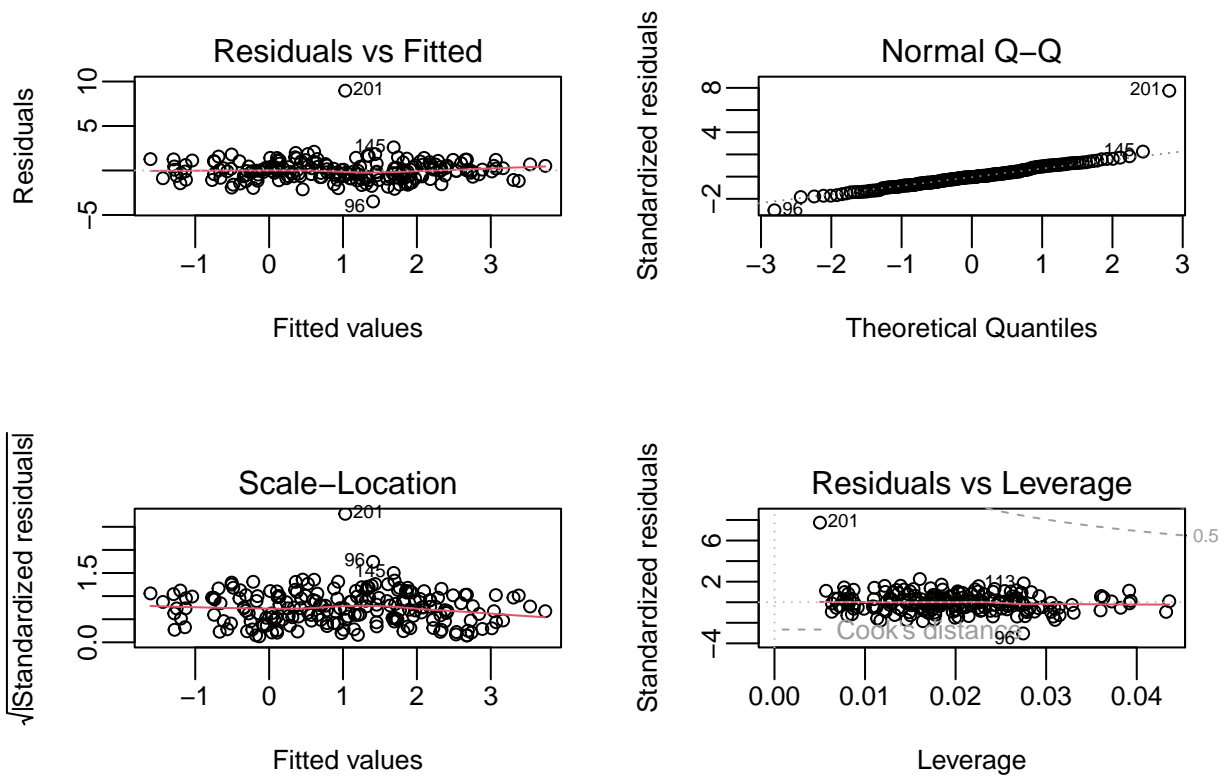 Residuals vs Fitted
Residuals
10
5
−5
201
145
96
−1 0 1 2 3
Fitted values
Normal Q−Q
Standardized residuals
8
4
−2
201
145
96
−3 −2 −1 0 1 2 3
Theoretical Quantiles
Scale−Location
√|Standardized residuals|
1.5
0.0
201
96
145
−1 0 1 2 3
Fitted values
Residuals vs Leverage
Standardized residuals
6
2
−4
201
113
96
0.5
Cook's distance
0.00 0.01 0.02 0.03 0.04
Leverage